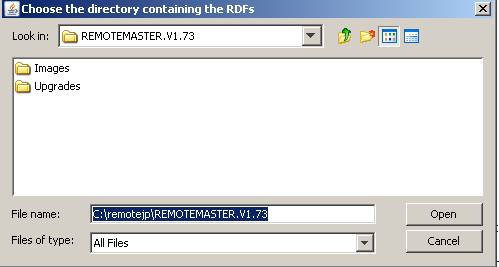 Choose the directory containing the RDFs
Look in: REMOTEMASTER.V1.73
Images
Upgrades
File name: C:\remotejp\REMOTEMASTER.V1.73 Open
Files of type: All Files Cancel